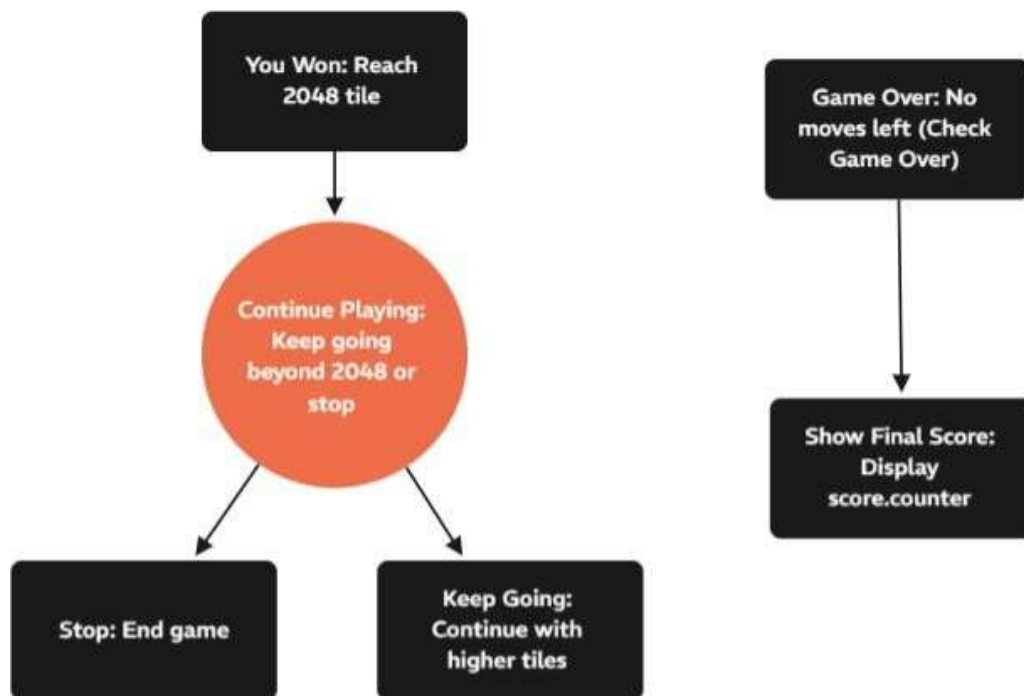 You Won: Reach
2048 tile
Game Over: No
moves left (Check
Game Over)
Continue Playing:
Keep going
beyond 2048 or
stop
Show Final Score:
Display
score.counter
Stop: End game
Keep Going:
Continue with
higher tiles